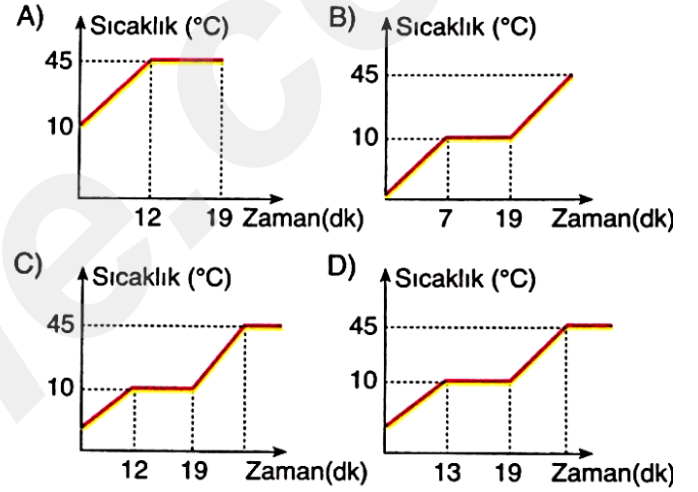 A) Sıcaklık (°C)
45
10
12 19 Zaman(dk)
B) Sıcaklık (°C)
45
10
7 19 Zaman(dk)
C) Sıcaklık (°C)
45
10
12 19 Zaman(dk)
D) Sıcaklık (°C)
45
10
13 19 Zaman(dk)